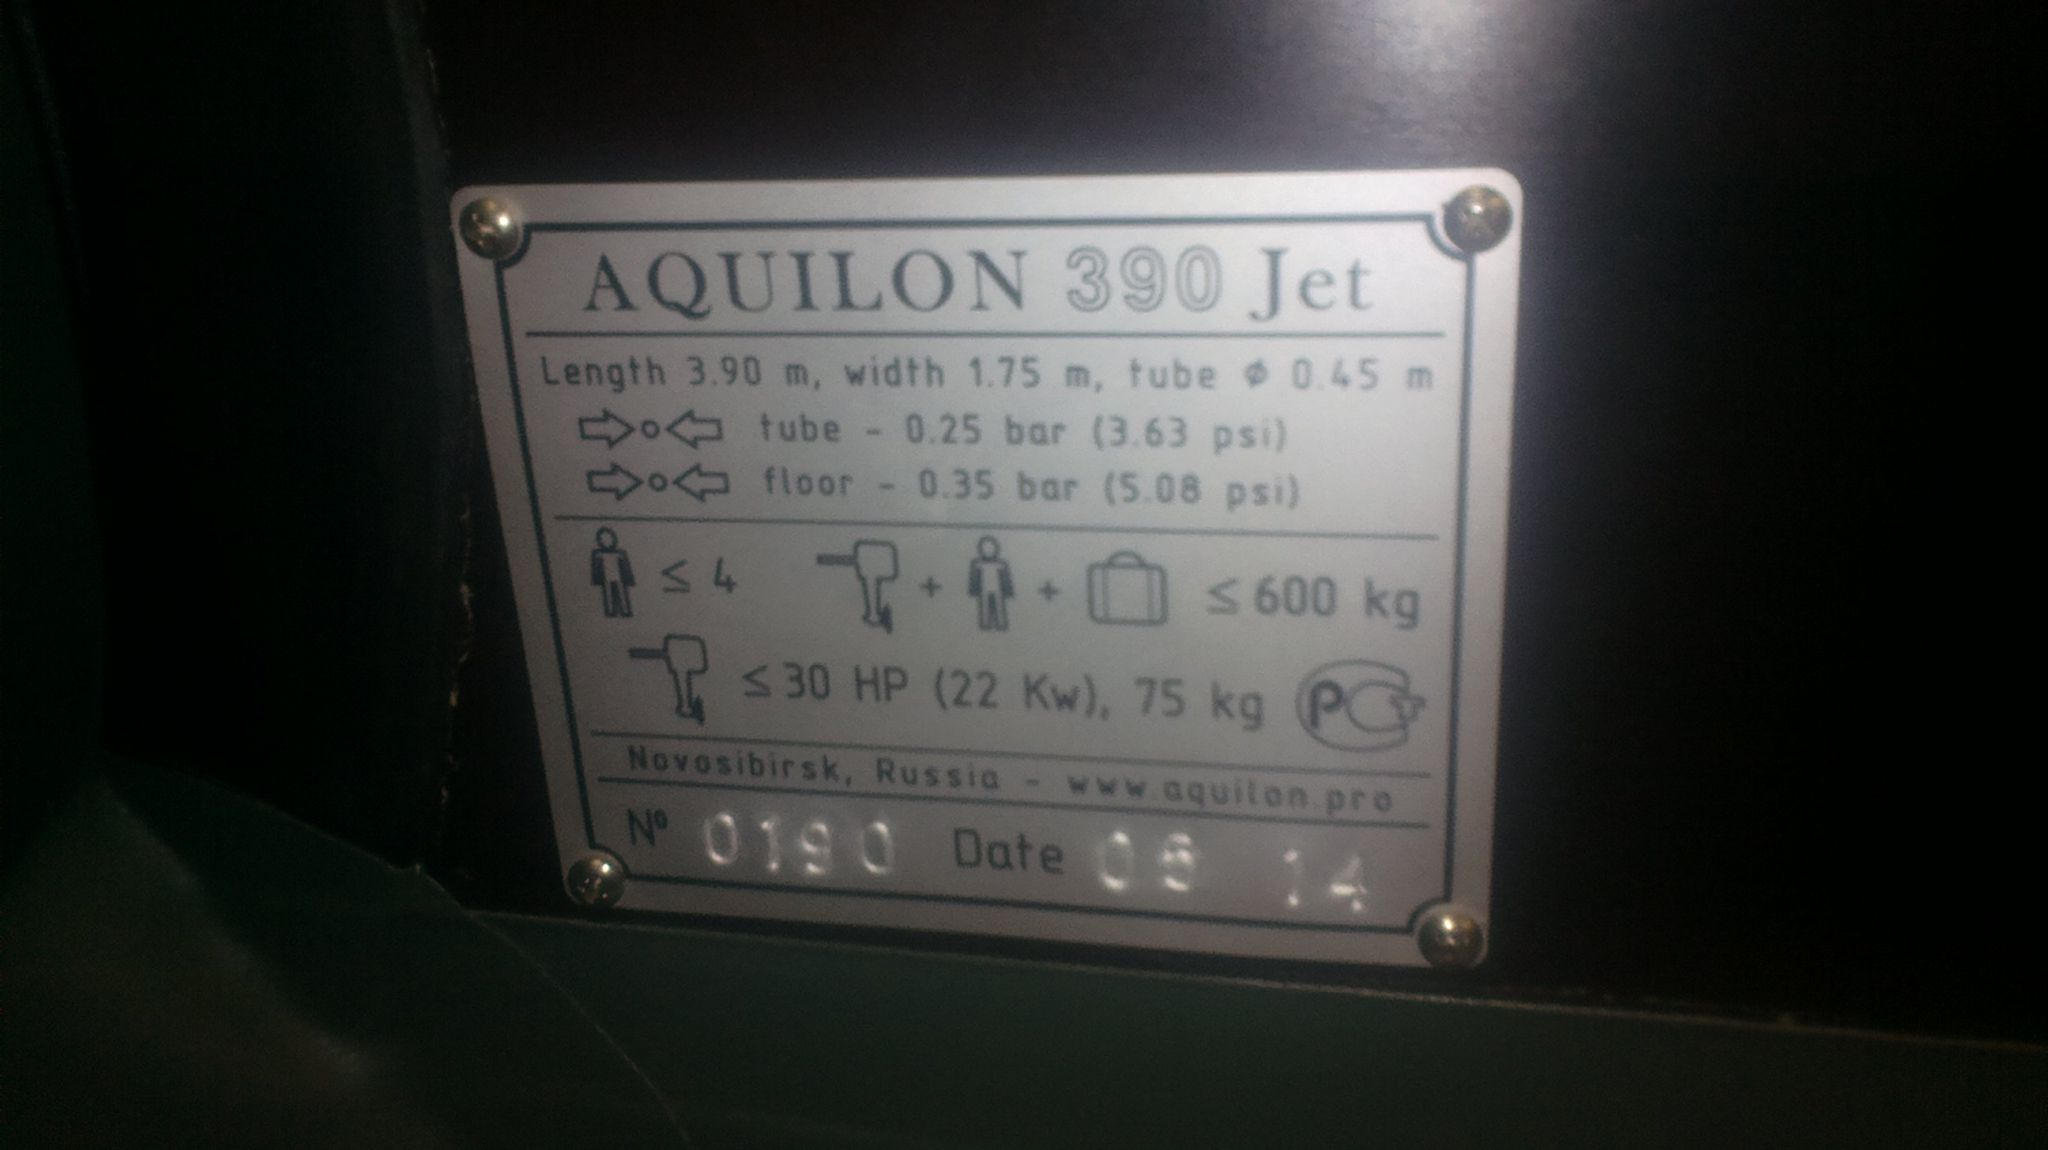 AQUILON 390 Jet
Length 3.90 m, width 1.75 m, tube ⌀ 0.45 m
tube - 0.25 bar (3.63 psi)
floor - 0.35 bar (5.08 psi)
≤ 4 + + ≤ 600 kg
≤ 30 HP (22 Kw), 75 kg PC
Novosibirsk, Russia - www.aquilon.pro
Nº 0190 Date 06 14